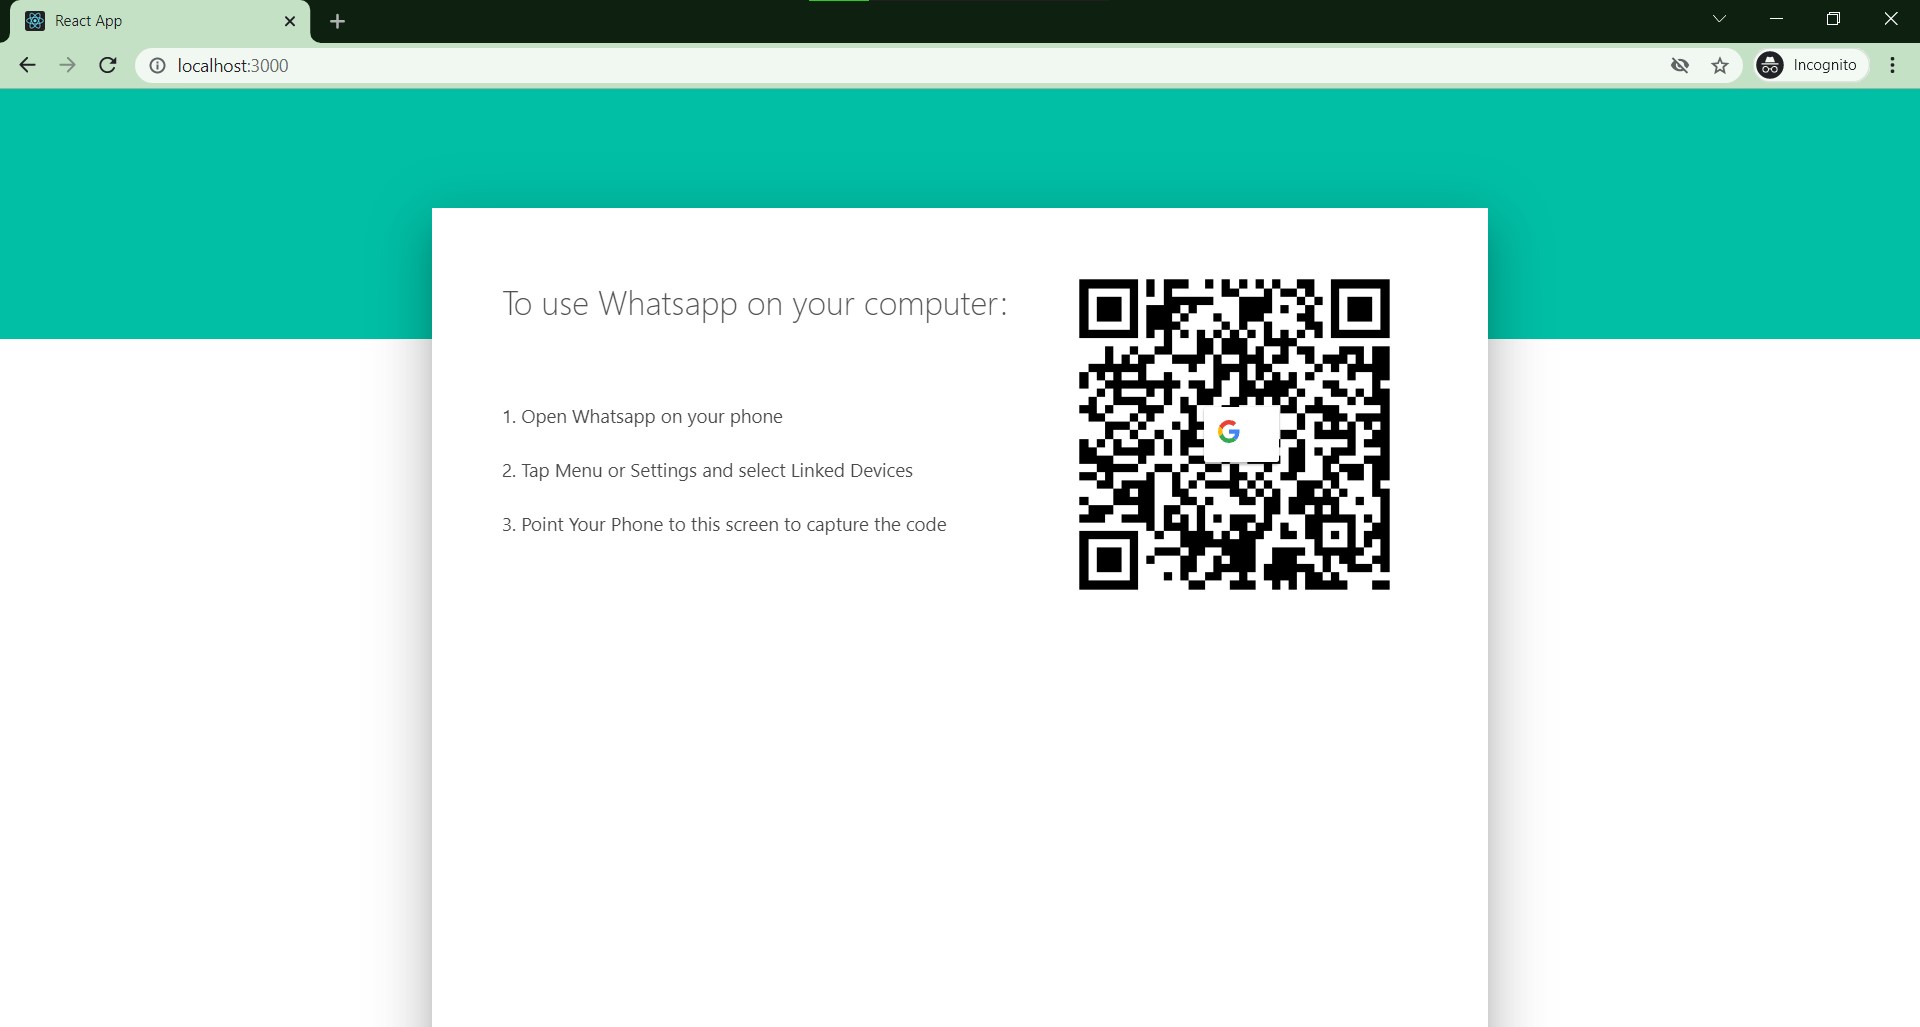 React App
localhost:3000
Incognito
To use Whatsapp on your computer:
1. Open Whatsapp on your phone
2. Tap Menu or Settings and select Linked Devices
3. Point Your Phone to this screen to capture the code